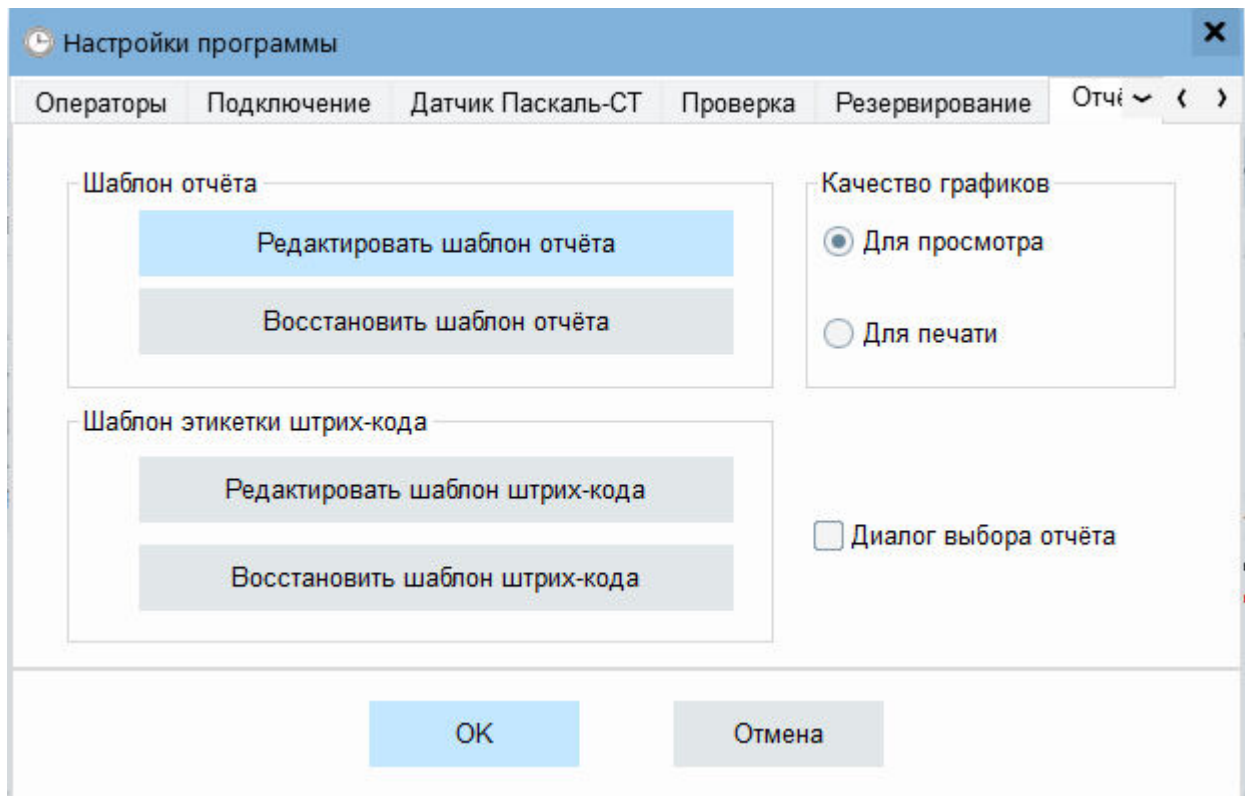 Настройки программы
Операторы Подключение Датчик Паскаль-СТ Проверка Резервирование Отчё
Шаблон отчёта
Качество графиков
Редактировать шаблон отчёта
Для просмотра
Восстановить шаблон отчёта
Для печати
Шаблон этикетки штрих-кода
Редактировать шаблон штрих-кода
Диалог выбора отчёта
Восстановить шаблон штрих-кода
OK Отмена